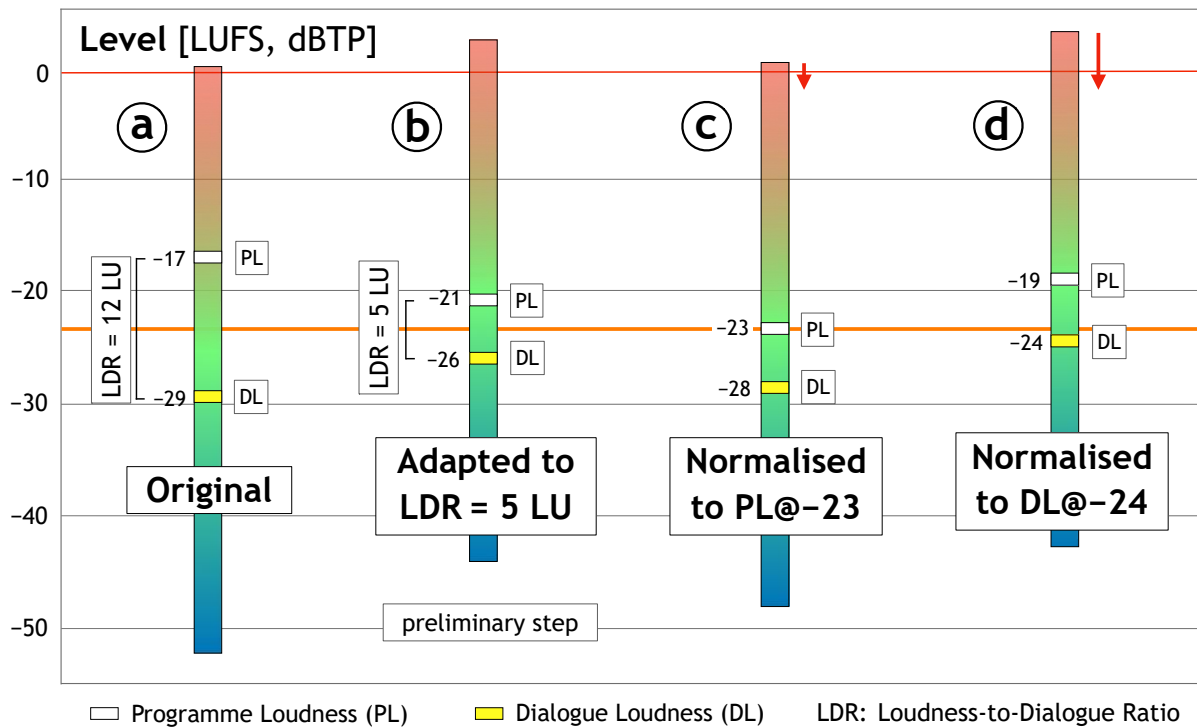 Level [LUFS, dBTP]
0
−10
−20
−30
−40
−50
a
LDR = 12 LU
−17
PL
−29
DL
Original
b
LDR = 5 LU
−21
PL
−26
DL
Adapted to
LDR = 5 LU
preliminary step
c
−23
PL
−28
DL
Normalised
to PL@−23
d
−19
PL
−24
DL
Normalised
to DL@−24
Programme Loudness (PL)
Dialogue Loudness (DL)
LDR: Loudness-to-Dialogue Ratio